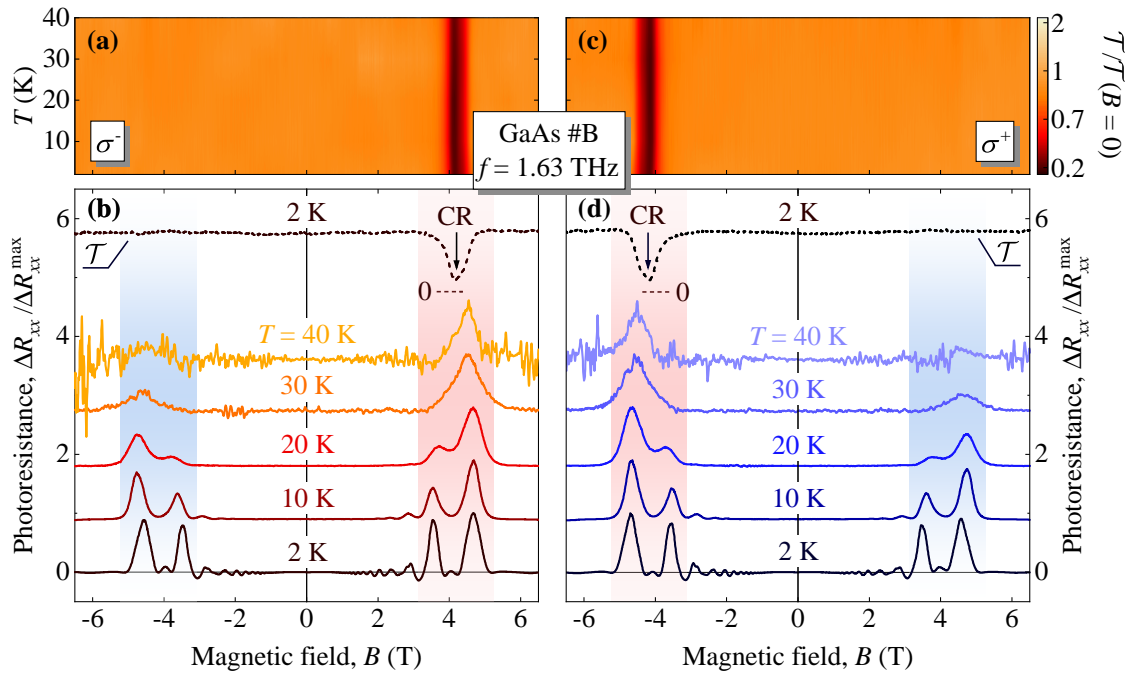 (a)
(c)
40
30
20
10
T (K)
σ-
σ+
GaAs #B
f = 1.63 THz
2
1
0.7
0.2
𝒯/𝒯(B = 0)
(b)
2 K
CR
𝒯
0
T = 40 K
30 K
20 K
10 K
2 K
6
4
2
0
Photoresistance, ΔRxx/ΔRxxmax
-6 -4 -2 0 2 4 6
Magnetic field, B (T)
(d)
2 K
CR
𝒯
0
T = 40 K
30 K
20 K
10 K
2 K
6
4
2
0
Photoresistance, ΔRxx/ΔRxxmax
-6 -4 -2 0 2 4 6
Magnetic field, B (T)